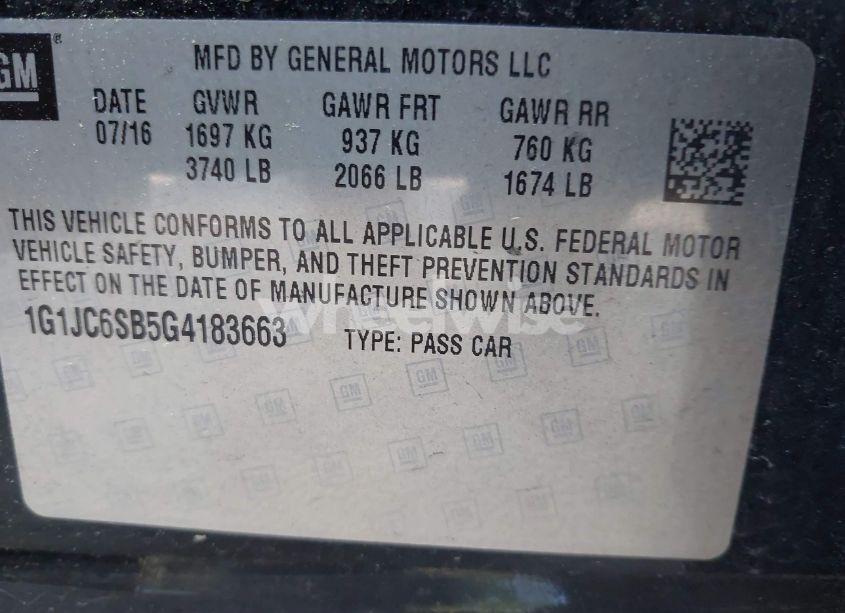 GM
MFD BY GENERAL MOTORS LLC
DATE GVWR GAWR FRT GAWR RR
07/16 1697 KG 937 KG 760 KG
3740 LB 2066 LB 1674 LB
THIS VEHICLE CONFORMS TO ALL APPLICABLE U.S. FEDERAL MOTOR
VEHICLE SAFETY, BUMPER, AND THEFT PREVENTION STANDARDS IN
EFFECT ON THE DATE OF MANUFACTURE SHOWN ABOVE.
1G1JC6SB5G4183663 TYPE: PASS CAR